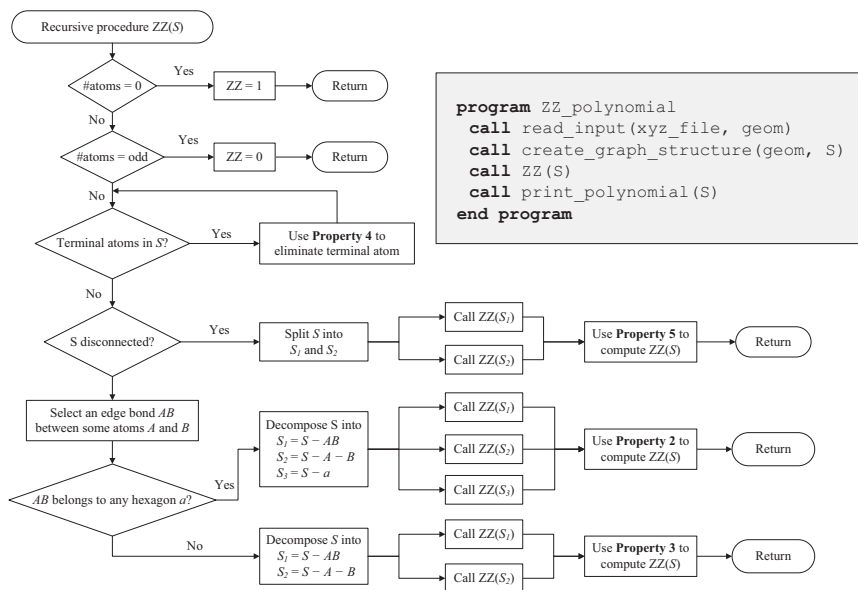 Recursive procedure ZZ(S)
#atoms = 0
Yes
ZZ = 1
Return
No
#atoms = odd
Yes
ZZ = 0
Return
No
Terminal atoms in S?
Yes
Use Property 4 to
eliminate terminal atom
No
S disconnected?
Yes
Split S into
S₁ and S₂
Call ZZ(S₁)
Call ZZ(S₂)
Use Property 5 to
compute ZZ(S)
Return
Select an edge bond AB
between some atoms A and B
AB belongs to any hexagon a?
Yes
Decompose S into
S₁ = S – AB
S₂ = S – A – B
S₃ = S – a
Call ZZ(S₁)
Call ZZ(S₂)
Call ZZ(S₃)
Use Property 2 to
compute ZZ(S)
Return
No
Decompose S into
S₁ = S – AB
S₂ = S – A – B
Call ZZ(S₁)
Call ZZ(S₂)
Use Property 3 to
compute ZZ(S)
Return
program ZZ_polynomial
call read_input(xyz_file, geom)
call create_graph_structure(geom, S)
call ZZ(S)
call print_polynomial(S)
end program